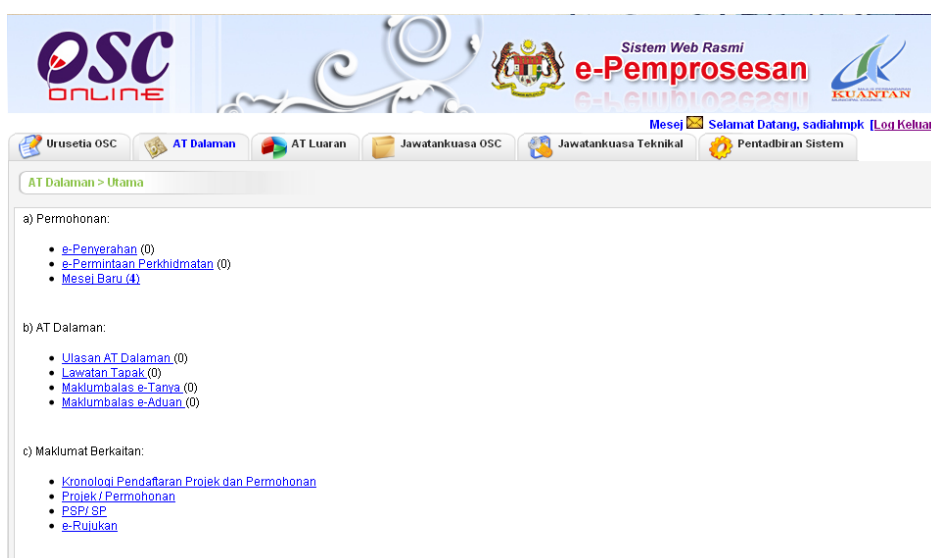 OSC
ONLINE
Sistem Web Rasmi
e-Pemprosesan
KUANTAN
Mesej Selamat Datang, sadiahmpk [Log Keluar
Urusetia OSC AT Dalaman AT Luaran Jawatankuasa OSC Jawatankuasa Teknikal Pentadbiran Sistem
AT Dalaman > Utama
a) Permohonan:
e-Penyerahan (0)
e-Permintaan Perkhidmatan (0)
Mesej Baru (4)
b) AT Dalaman:
Ulasan AT Dalaman (0)
Lawatan Tapak (0)
Maklumbalas e-Tanya (0)
Maklumbalas e-Aduan (0)
c) Maklumat Berkaitan:
Kronologi Pendaftaran Projek dan Permohonan
Projek / Permohonan
PSP/ SP
e-Rujukan